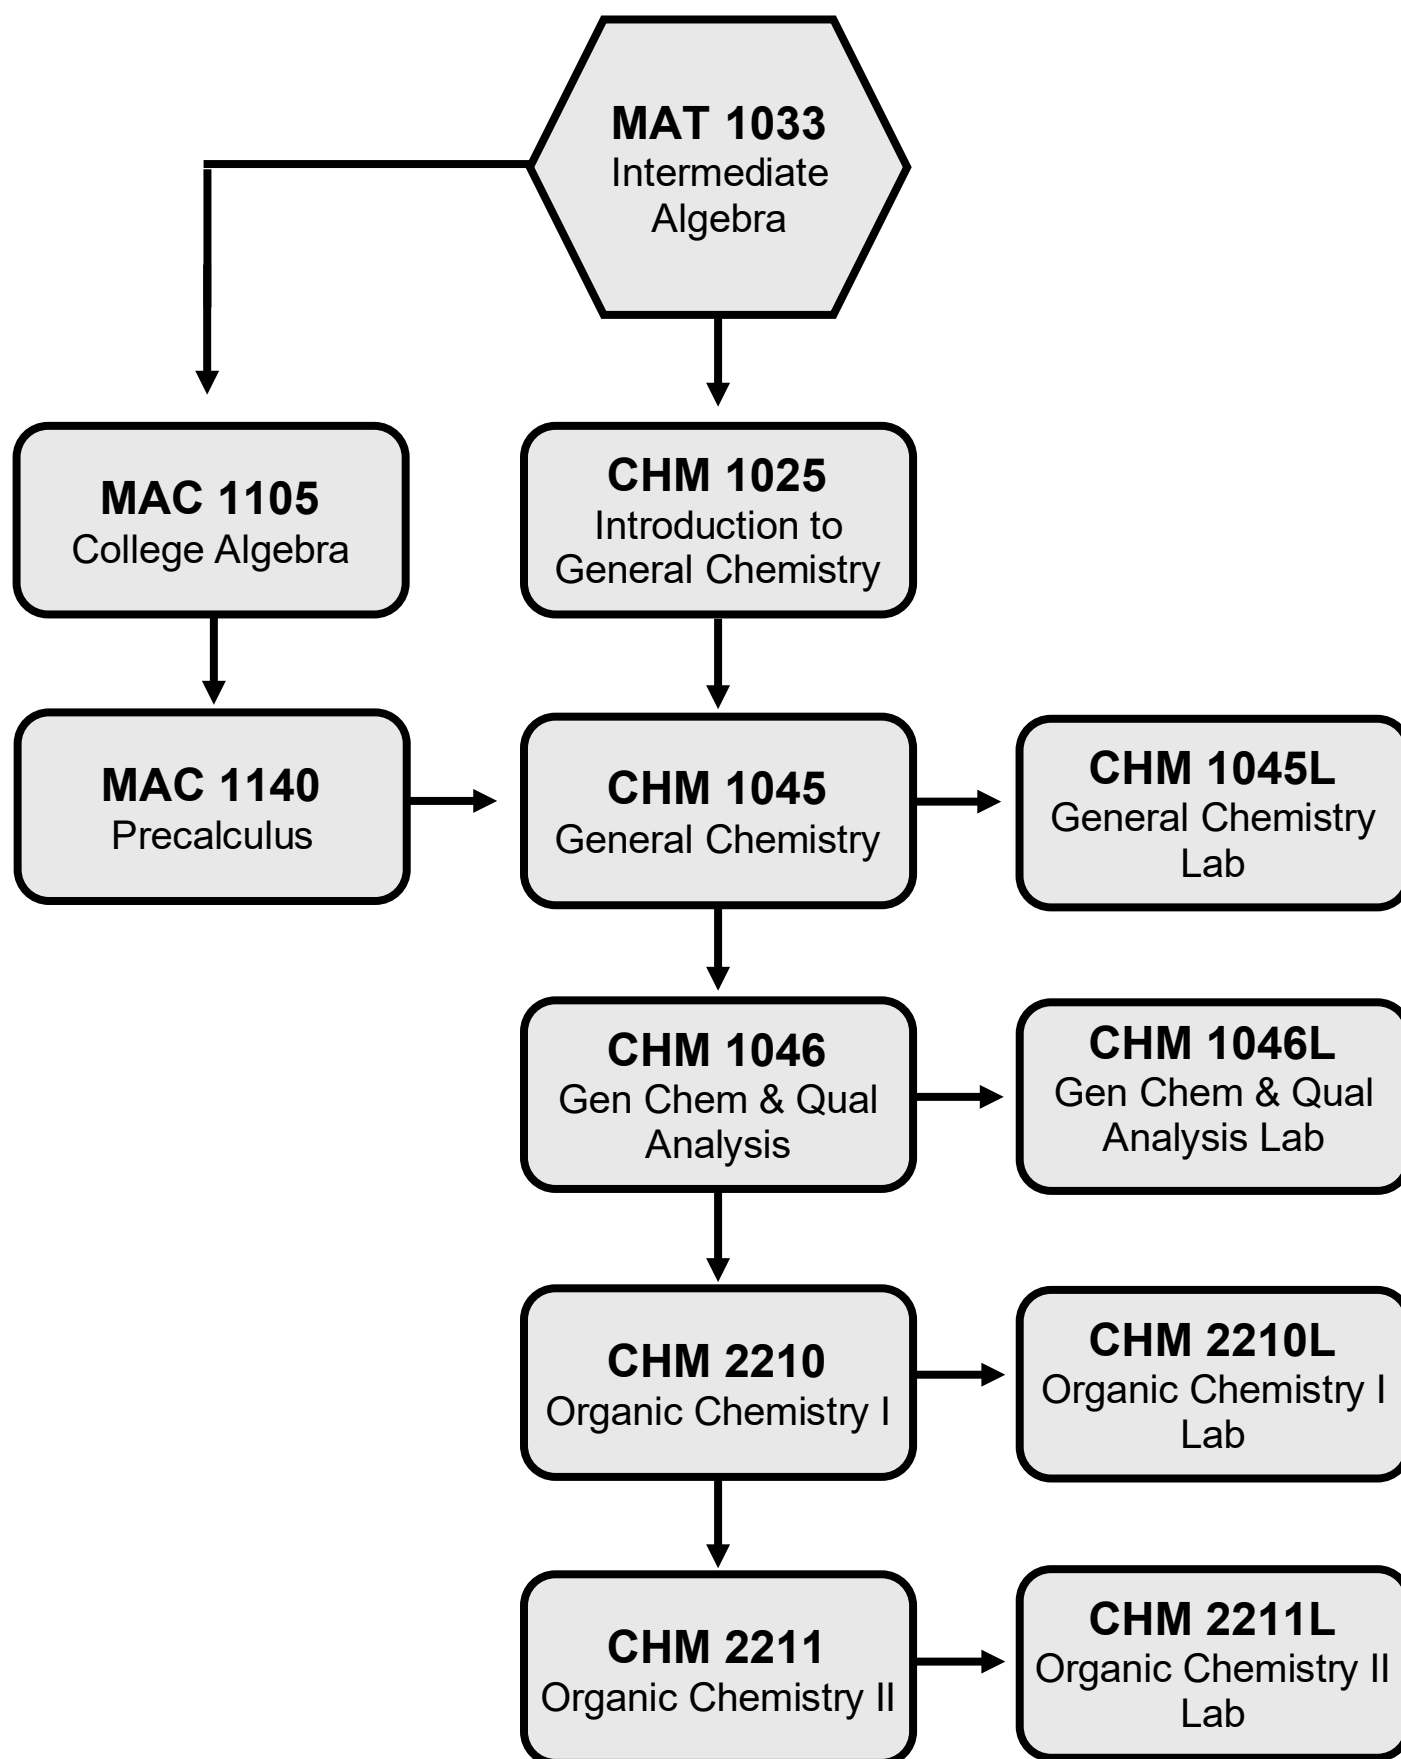 MAT 1033
Intermediate
Algebra
MAC 1105
College Algebra
CHM 1025
Introduction to
General Chemistry
MAC 1140
Precalculus
CHM 1045
General Chemistry
CHM 1045L
General Chemistry
Lab
CHM 1046
Gen Chem & Qual
Analysis
CHM 1046L
Gen Chem & Qual
Analysis Lab
CHM 2210
Organic Chemistry I
CHM 2210L
Organic Chemistry I
Lab
CHM 2211
Organic Chemistry II
CHM 2211L
Organic Chemistry II
Lab